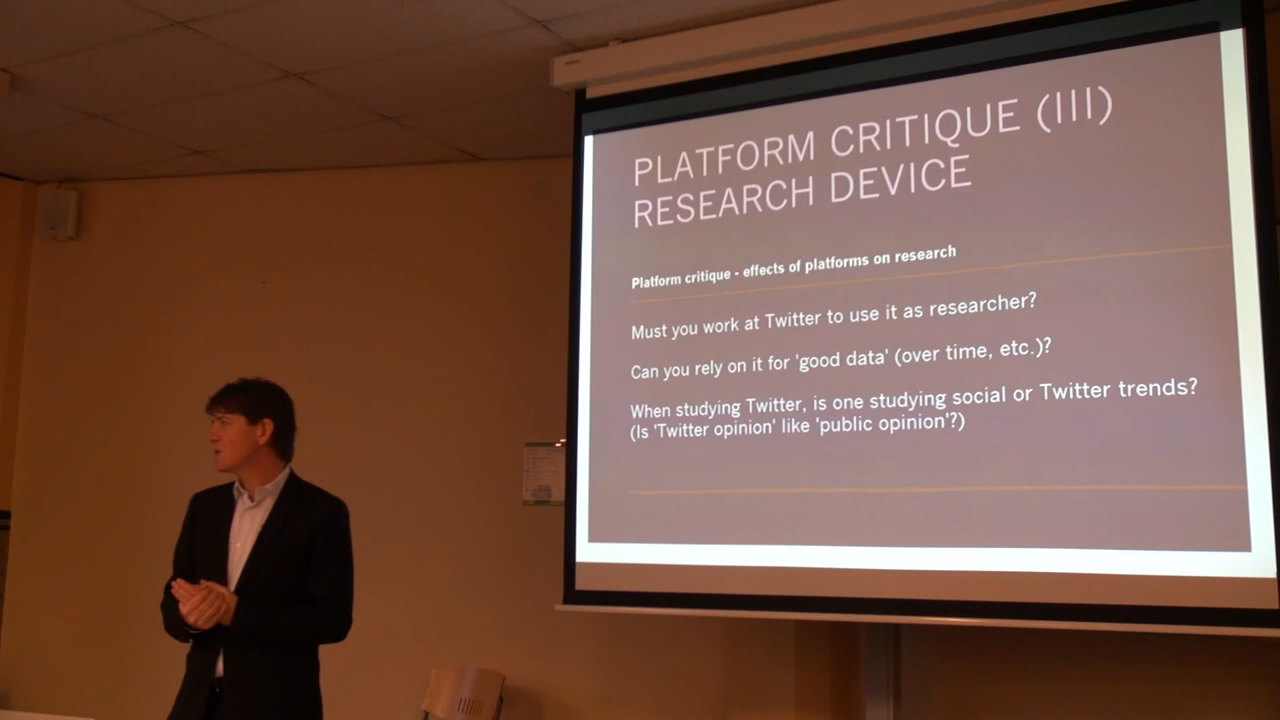 PLATFORM CRITIQUE (III)
RESEARCH DEVICE
Platform critique - effects of platforms on research
Must you work at Twitter to use it as researcher?
Can you rely on it for 'good data' (over time, etc.)?
When studying Twitter, is one studying social or Twitter trends?
(Is 'Twitter opinion' like 'public opinion'?)